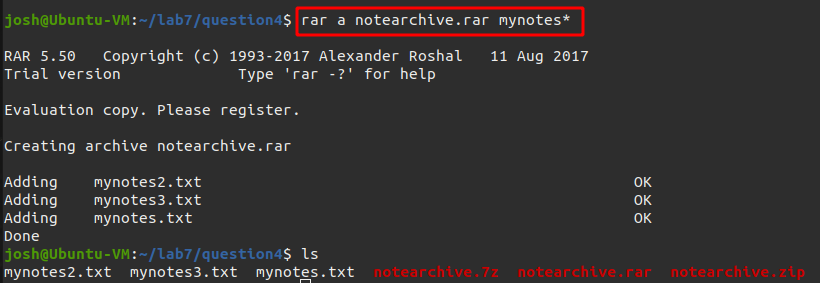 josh@Ubuntu-VM:~/lab7/question4$ rar a notearchive.rar mynotes*
RAR 5.50   Copyright (c) 1993-2017 Alexander Roshal   11 Aug 2017
Trial version             Type 'rar -?' for help
Evaluation copy. Please register.
Creating archive notearchive.rar
Adding    mynotes2.txt                                                OK
Adding    mynotes3.txt                                                OK
Adding    mynotes.txt                                                 OK
Done
josh@Ubuntu-VM:~/lab7/question4$ ls
mynotes2.txt  mynotes3.txt  mynotes.txt  notearchive.7z  notearchive.rar  notearchive.zip